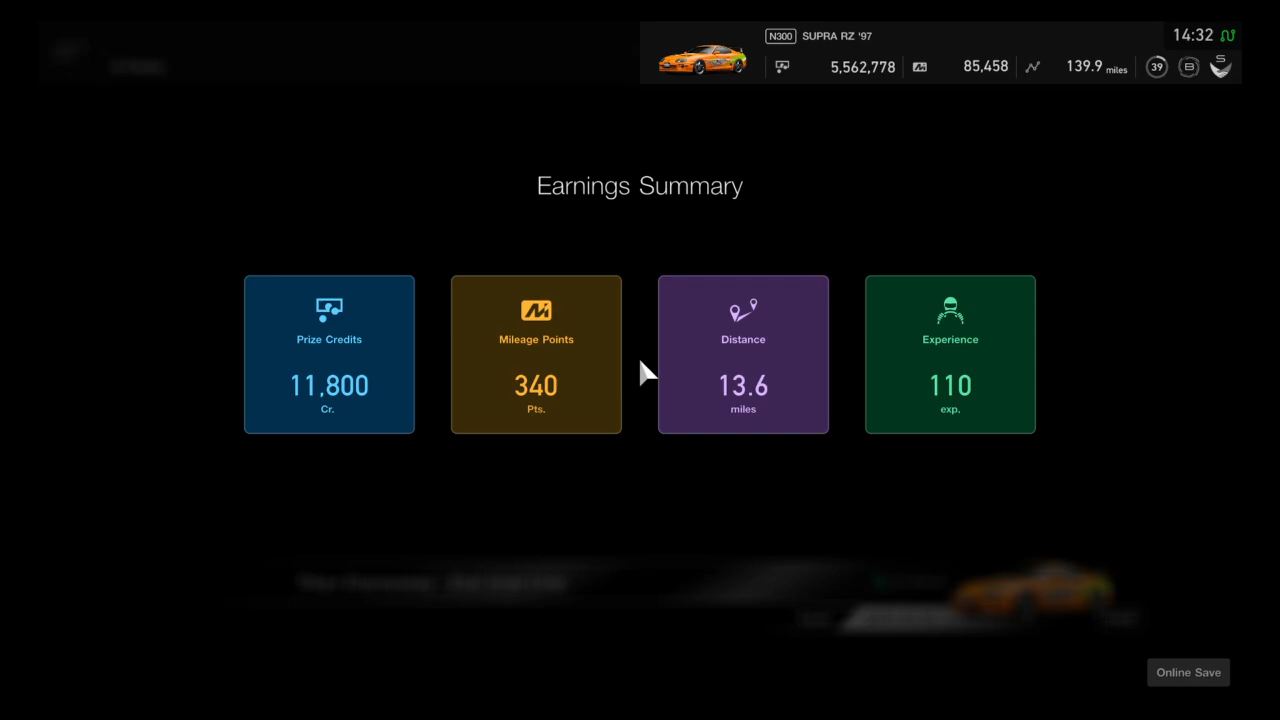 N300 SUPRA RZ '97
14:32
5,562,778
85,458
139.9 miles
39
B
S
Earnings Summary
Prize Credits
11,800
Cr.
Mileage Points
340
Pts.
Distance
13.6
miles
Experience
110
exp.
Online Save